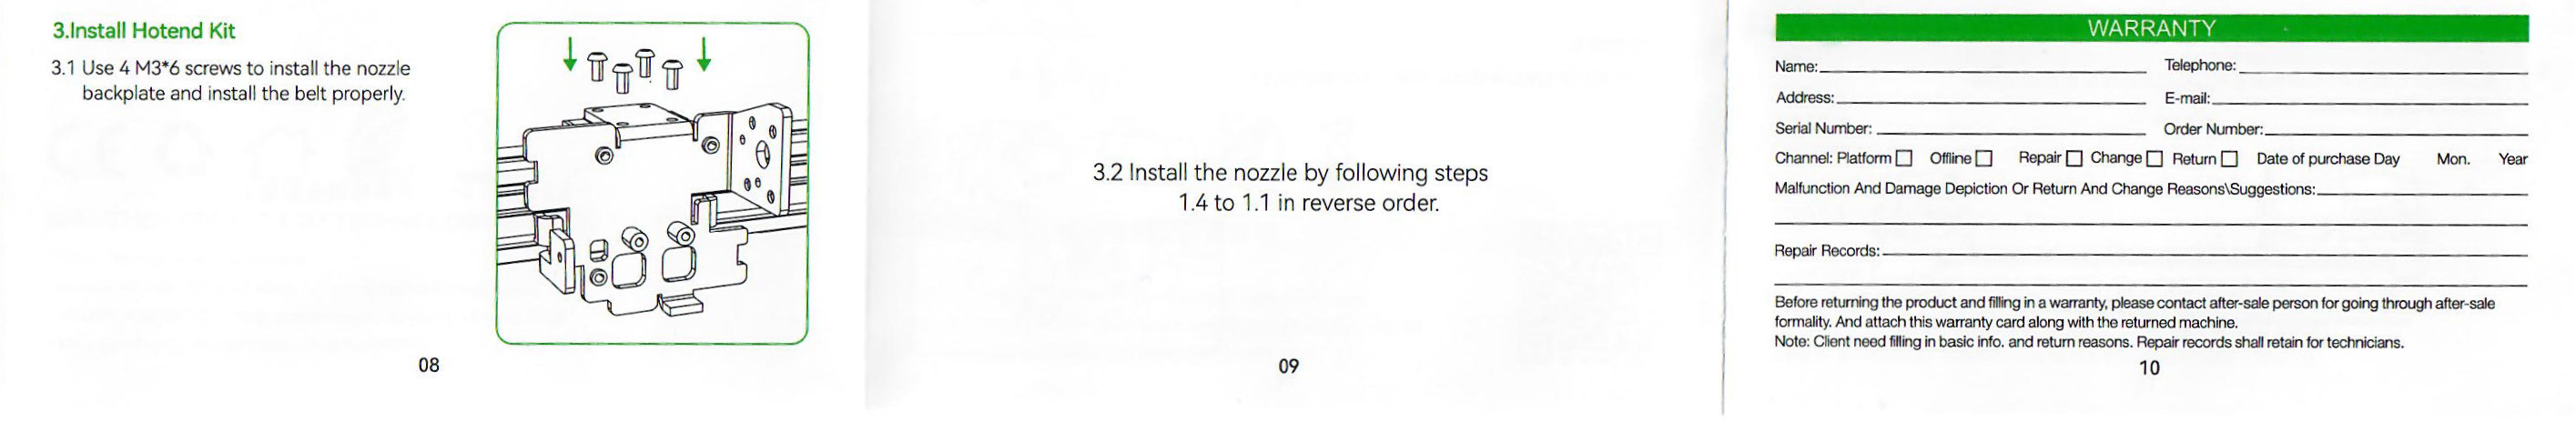 3.Install Hotend Kit
3.1 Use 4 M3*6 screws to install the nozzle
backplate and install the belt properly.
08
3.2 Install the nozzle by following steps
1.4 to 1.1 in reverse order.
09
WARRANTY
Name: Telephone:
Address: E-mail:
Serial Number: Order Number:
Channel: Platform Offline Repair Change Return Date of purchase Day Mon. Year
Malfunction And Damage Depiction Or Return And Change Reasons\Suggestions:
Repair Records:
Before returning the product and filling in a warranty, please contact after-sale person for going through after-sale
formality. And attach this warranty card along with the returned machine.
Note: Client need filling in basic info. and return reasons. Repair records shall retain for technicians.
10